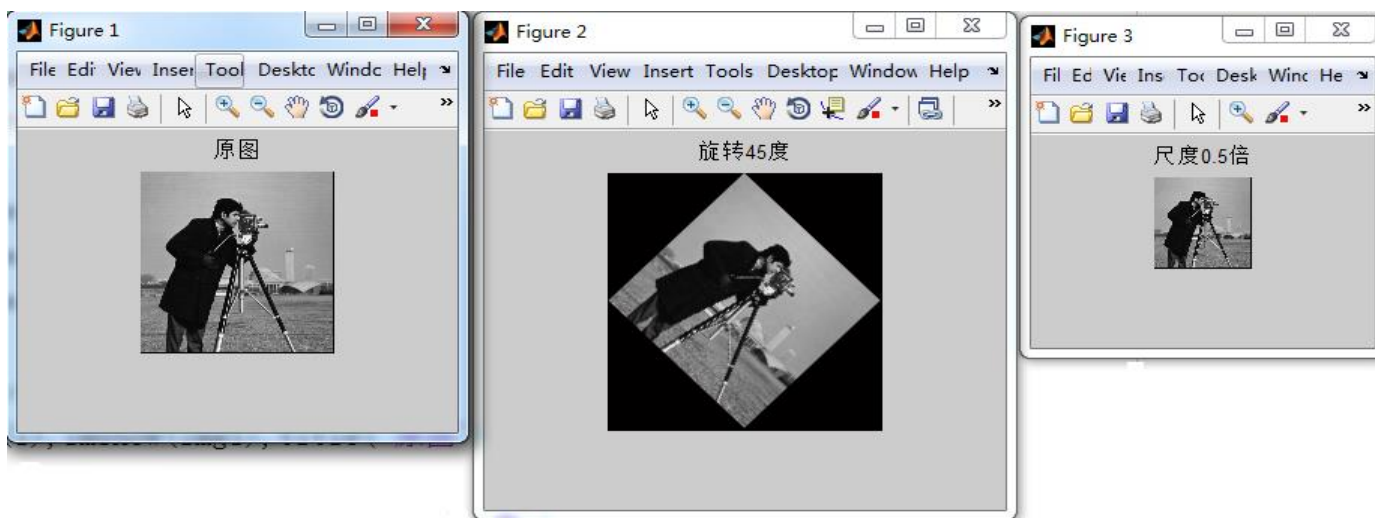 Figure 1
File Edi Viev Inser Tool Desktc Windc Help
原图
Figure 2
File Edit View Insert Tools Desktop Window Help
旋转45度
Figure 3
Fil Ed Vie Ins Toc Desk Winc He
尺度0.5倍